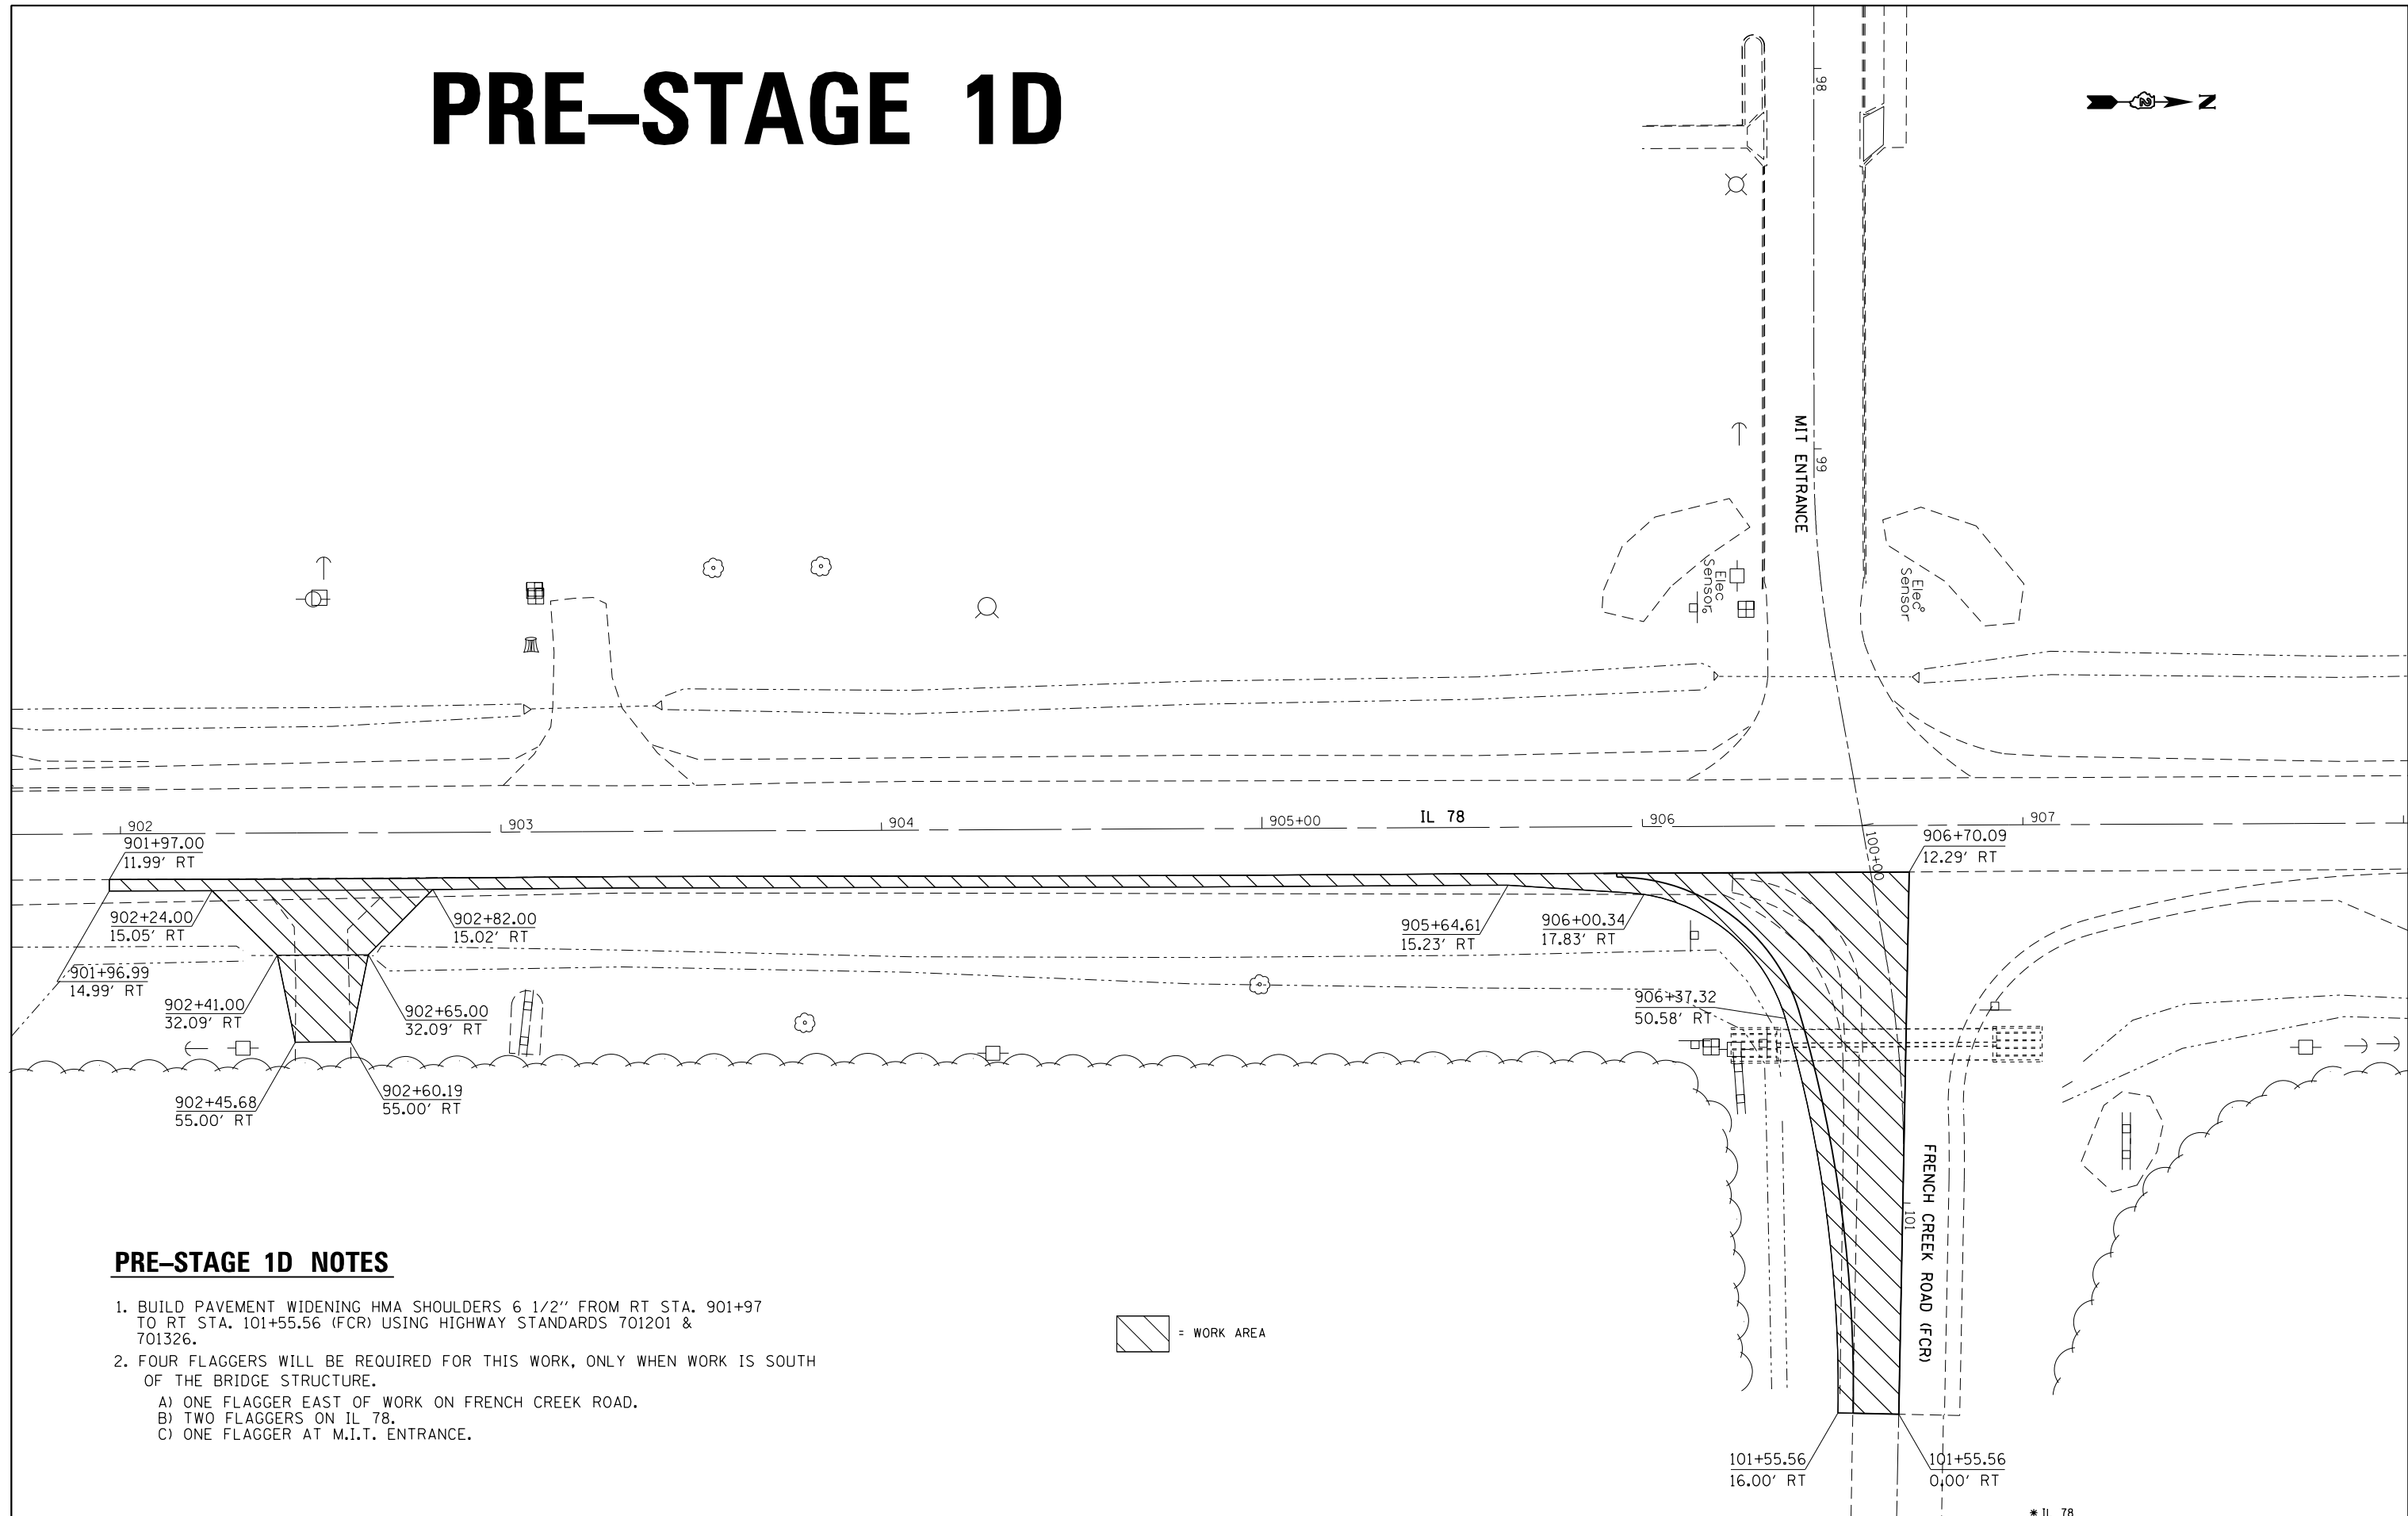 PRE–STAGE 1D
N
98
99
MIT ENTRANCE
Elec
Sensor
Elec
Sensor
902
903
904
905+00
IL 78
906
907
100+00
901+97.00
11.99' RT
906+70.09
12.29' RT
902+24.00
15.05' RT
902+82.00
15.02' RT
905+64.61
15.23' RT
906+00.34
17.83' RT
901+96.99
14.99' RT
902+41.00
32.09' RT
902+65.00
32.09' RT
906+37.32
50.58' RT
902+45.68
55.00' RT
902+60.19
55.00' RT
101
FRENCH CREEK ROAD (FCR)
PRE–STAGE 1D NOTES
1. BUILD PAVEMENT WIDENING HMA SHOULDERS 6 1/2'' FROM RT STA. 901+97
TO RT STA. 101+55.56 (FCR) USING HIGHWAY STANDARDS 701201 &
701326.
2. FOUR FLAGGERS WILL BE REQUIRED FOR THIS WORK, ONLY WHEN WORK IS SOUTH
OF THE BRIDGE STRUCTURE.
A) ONE FLAGGER EAST OF WORK ON FRENCH CREEK ROAD.
B) TWO FLAGGERS ON IL 78.
C) ONE FLAGGER AT M.I.T. ENTRANCE.
= WORK AREA
101+55.56
16.00' RT
101+55.56
0.00' RT
* IL 78